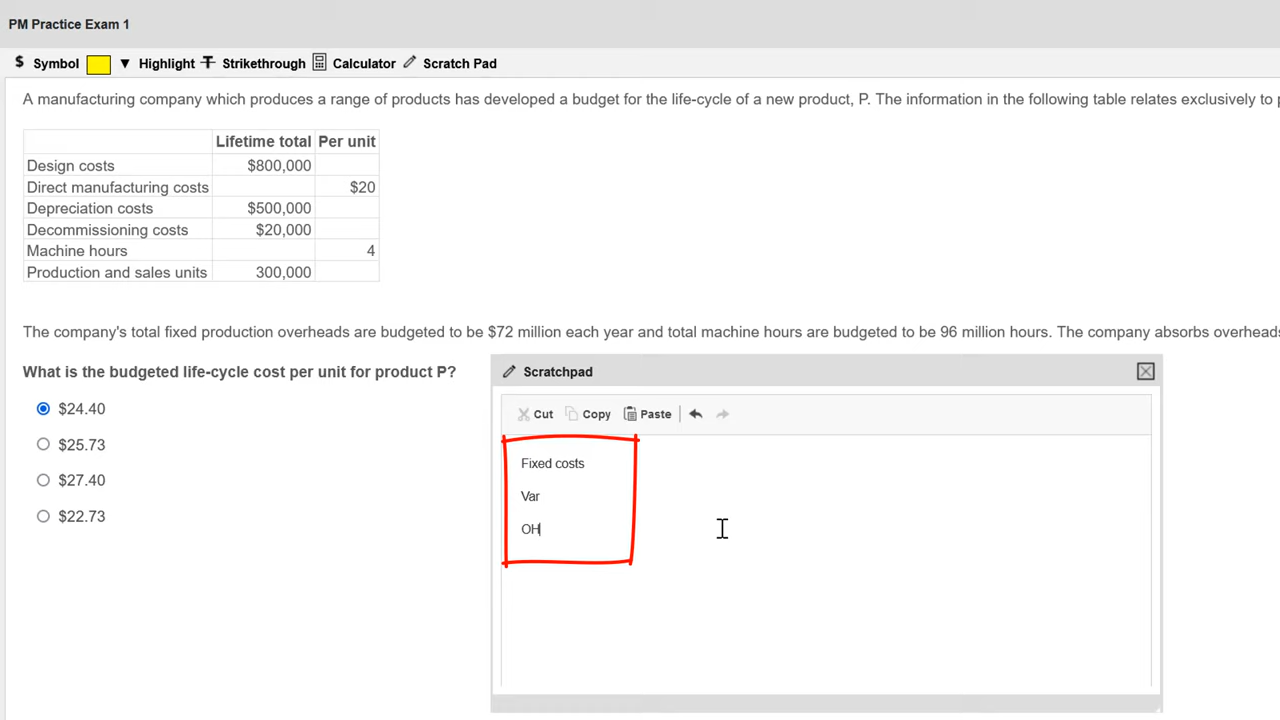 PM Practice Exam 1
$ Symbol ▼ Highlight T Strikethrough Calculator Scratch Pad
A manufacturing company which produces a range of products has developed a budget for the life-cycle of a new product, P. The information in the following table relates exclusively to
Lifetime total Per unit
Design costs $800,000
Direct manufacturing costs $20
Depreciation costs $500,000
Decommissioning costs $20,000
Machine hours 4
Production and sales units 300,000
The company's total fixed production overheads are budgeted to be $72 million each year and total machine hours are budgeted to be 96 million hours. The company absorbs overheads
What is the budgeted life-cycle cost per unit for product P?
$24.40
$25.73
$27.40
$22.73
Scratchpad
Cut Copy Paste
Fixed costs
Var
OH